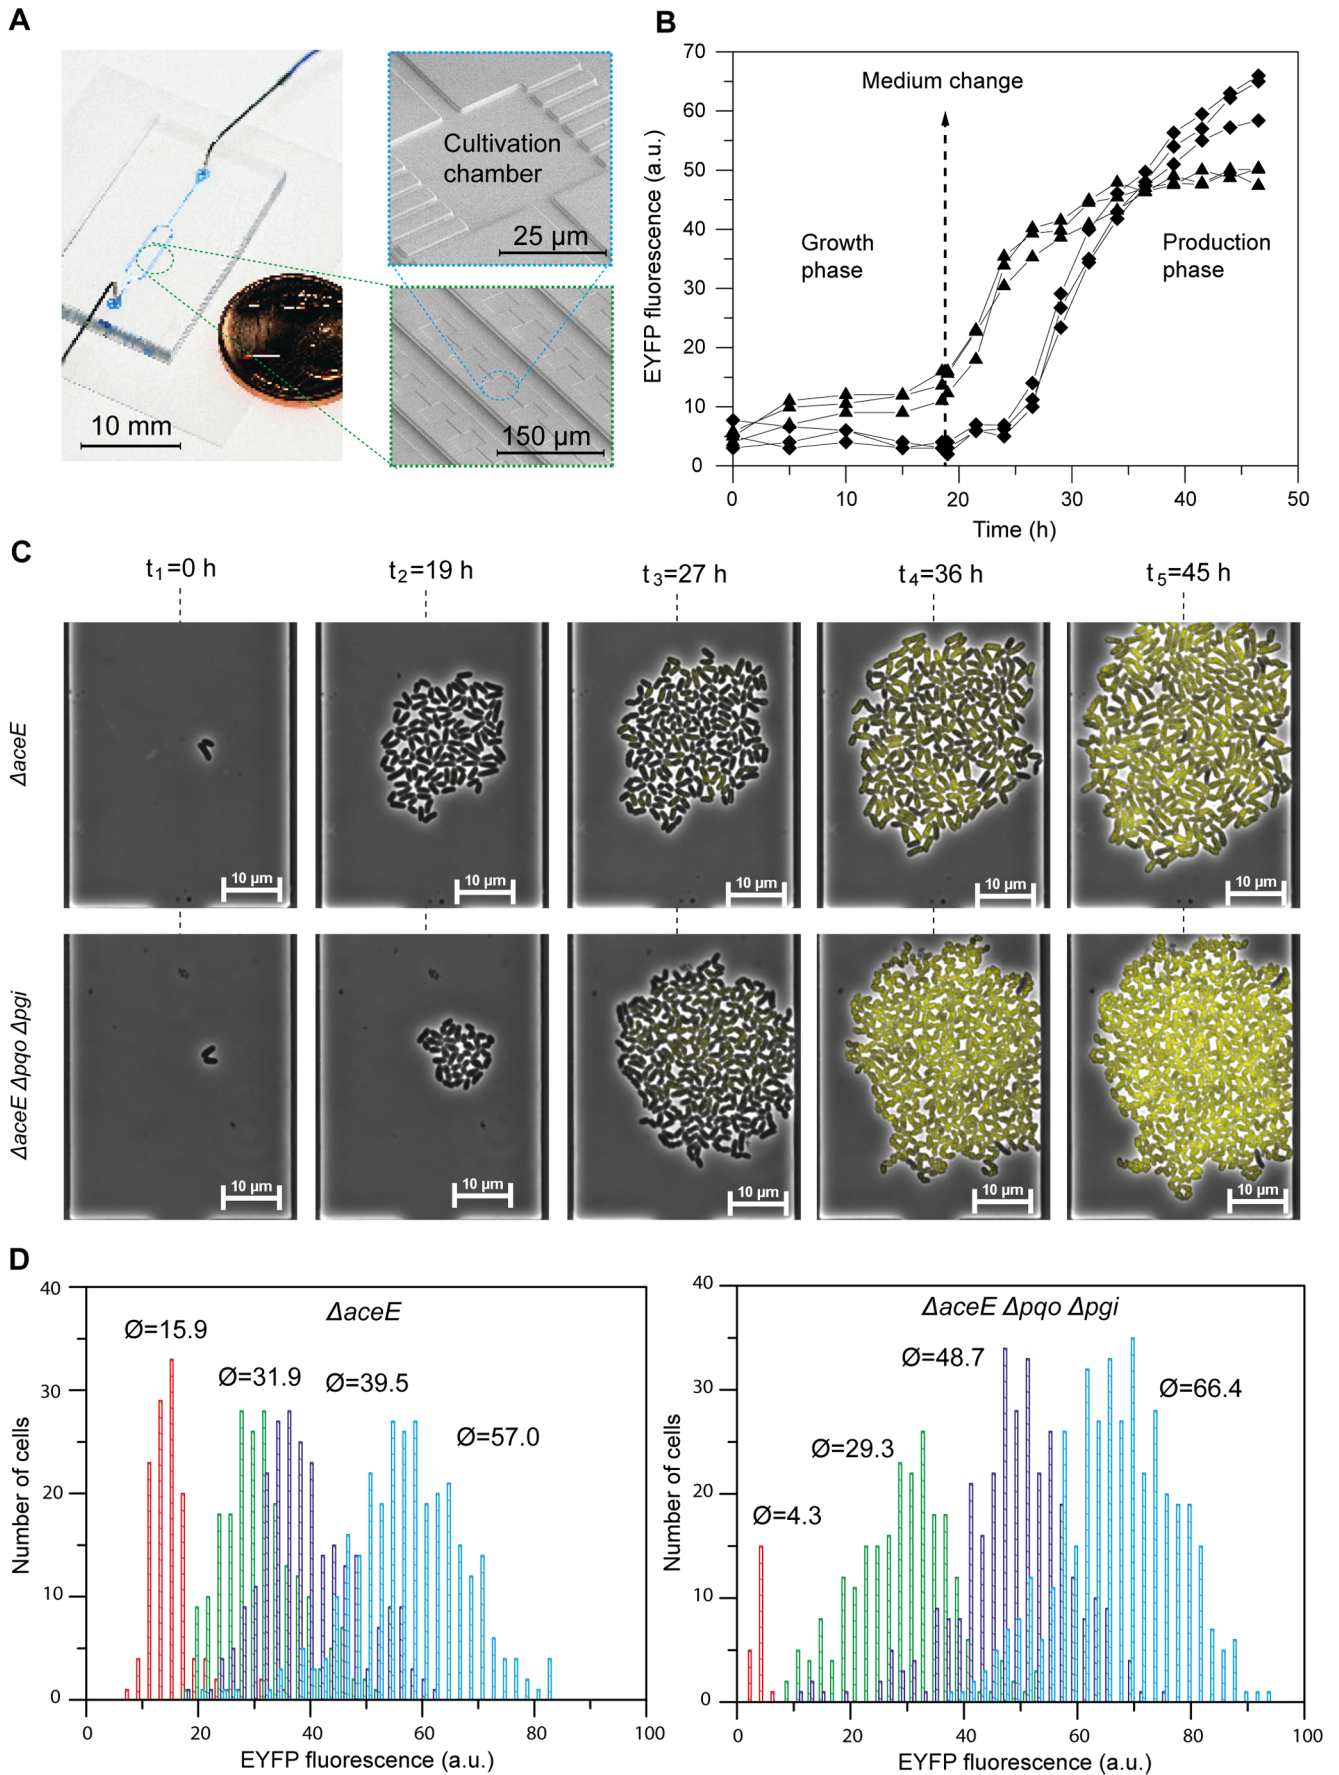 A
Cultivation
chamber
25 µm
10 mm
150 µm
B
70
60
50
40
30
20
10
0
EYFP fluorescence (a.u.)
Medium change
Growth
phase
Production
phase
0
10
20
30
40
50
Time (h)
C
t1=0 h
t2=19 h
t3=27 h
t4=36 h
t5=45 h
ΔaceE
10 µm
10 µm
10 µm
10 µm
10 µm
ΔaceE Δpqo Δpgi
10 µm
10 µm
10 µm
10 µm
10 µm
D
40
30
20
10
0
Number of cells
ΔaceE
Ø=15.9
Ø=31.9
Ø=39.5
Ø=57.0
0
20
40
60
80
100
EYFP fluorescence (a.u.)
40
30
20
10
0
Number of cells
ΔaceE Δpqo Δpgi
Ø=48.7
Ø=66.4
Ø=29.3
Ø=4.3
0
20
40
60
80
100
EYFP fluorescence (a.u.)